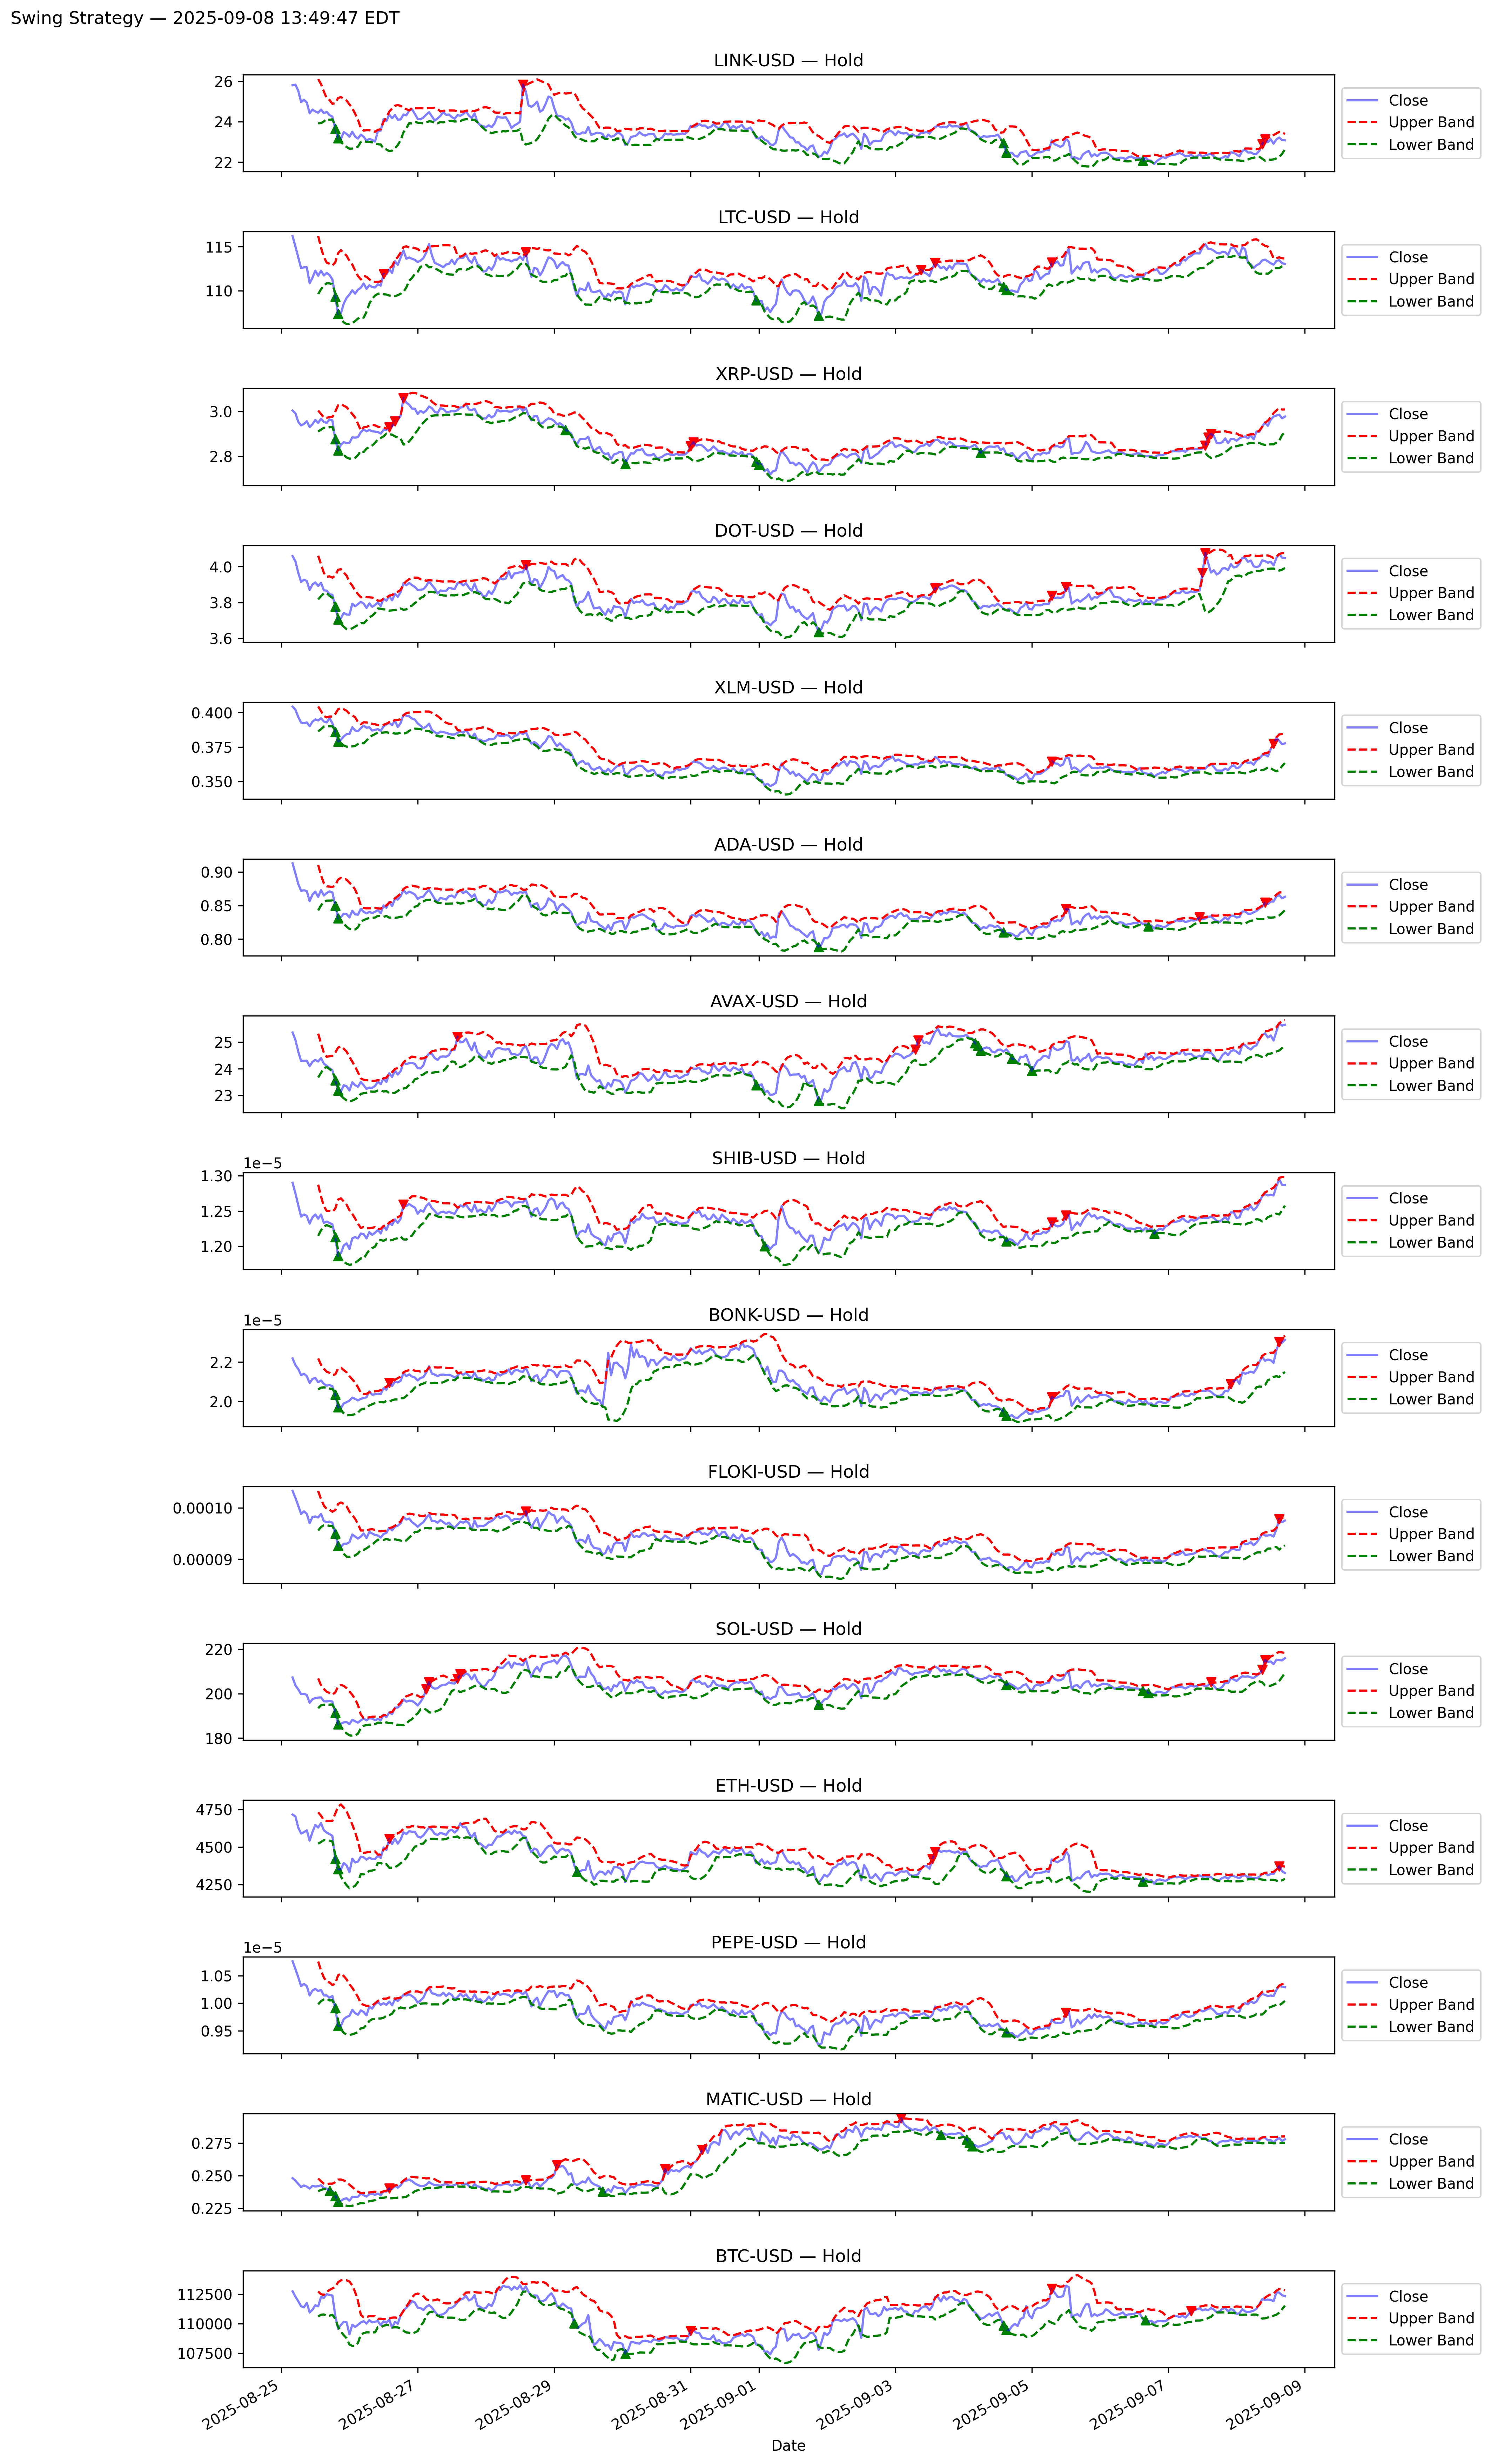 Swing Strategy — 2025-09-08 13:49:47 EDT
LINK-USD — Hold
26
24
22
Close
Upper Band
Lower Band
LTC-USD — Hold
115
110
Close
Upper Band
Lower Band
XRP-USD — Hold
3.0
2.8
Close
Upper Band
Lower Band
DOT-USD — Hold
4.0
3.8
3.6
Close
Upper Band
Lower Band
XLM-USD — Hold
0.400
0.375
0.350
Close
Upper Band
Lower Band
ADA-USD — Hold
0.90
0.85
0.80
Close
Upper Band
Lower Band
AVAX-USD — Hold
25
24
23
Close
Upper Band
Lower Band
SHIB-USD — Hold
1e−5
1.30
1.25
1.20
Close
Upper Band
Lower Band
BONK-USD — Hold
1e−5
2.2
2.0
Close
Upper Band
Lower Band
FLOKI-USD — Hold
0.00010
0.00009
Close
Upper Band
Lower Band
SOL-USD — Hold
220
200
180
Close
Upper Band
Lower Band
ETH-USD — Hold
4750
4500
4250
Close
Upper Band
Lower Band
PEPE-USD — Hold
1e−5
1.05
1.00
0.95
Close
Upper Band
Lower Band
MATIC-USD — Hold
0.275
0.250
0.225
Close
Upper Band
Lower Band
BTC-USD — Hold
112500
110000
107500
Close
Upper Band
Lower Band
2025-08-25
2025-08-27
2025-08-29
2025-08-31
2025-09-01
2025-09-03
2025-09-05
2025-09-07
2025-09-09
Date